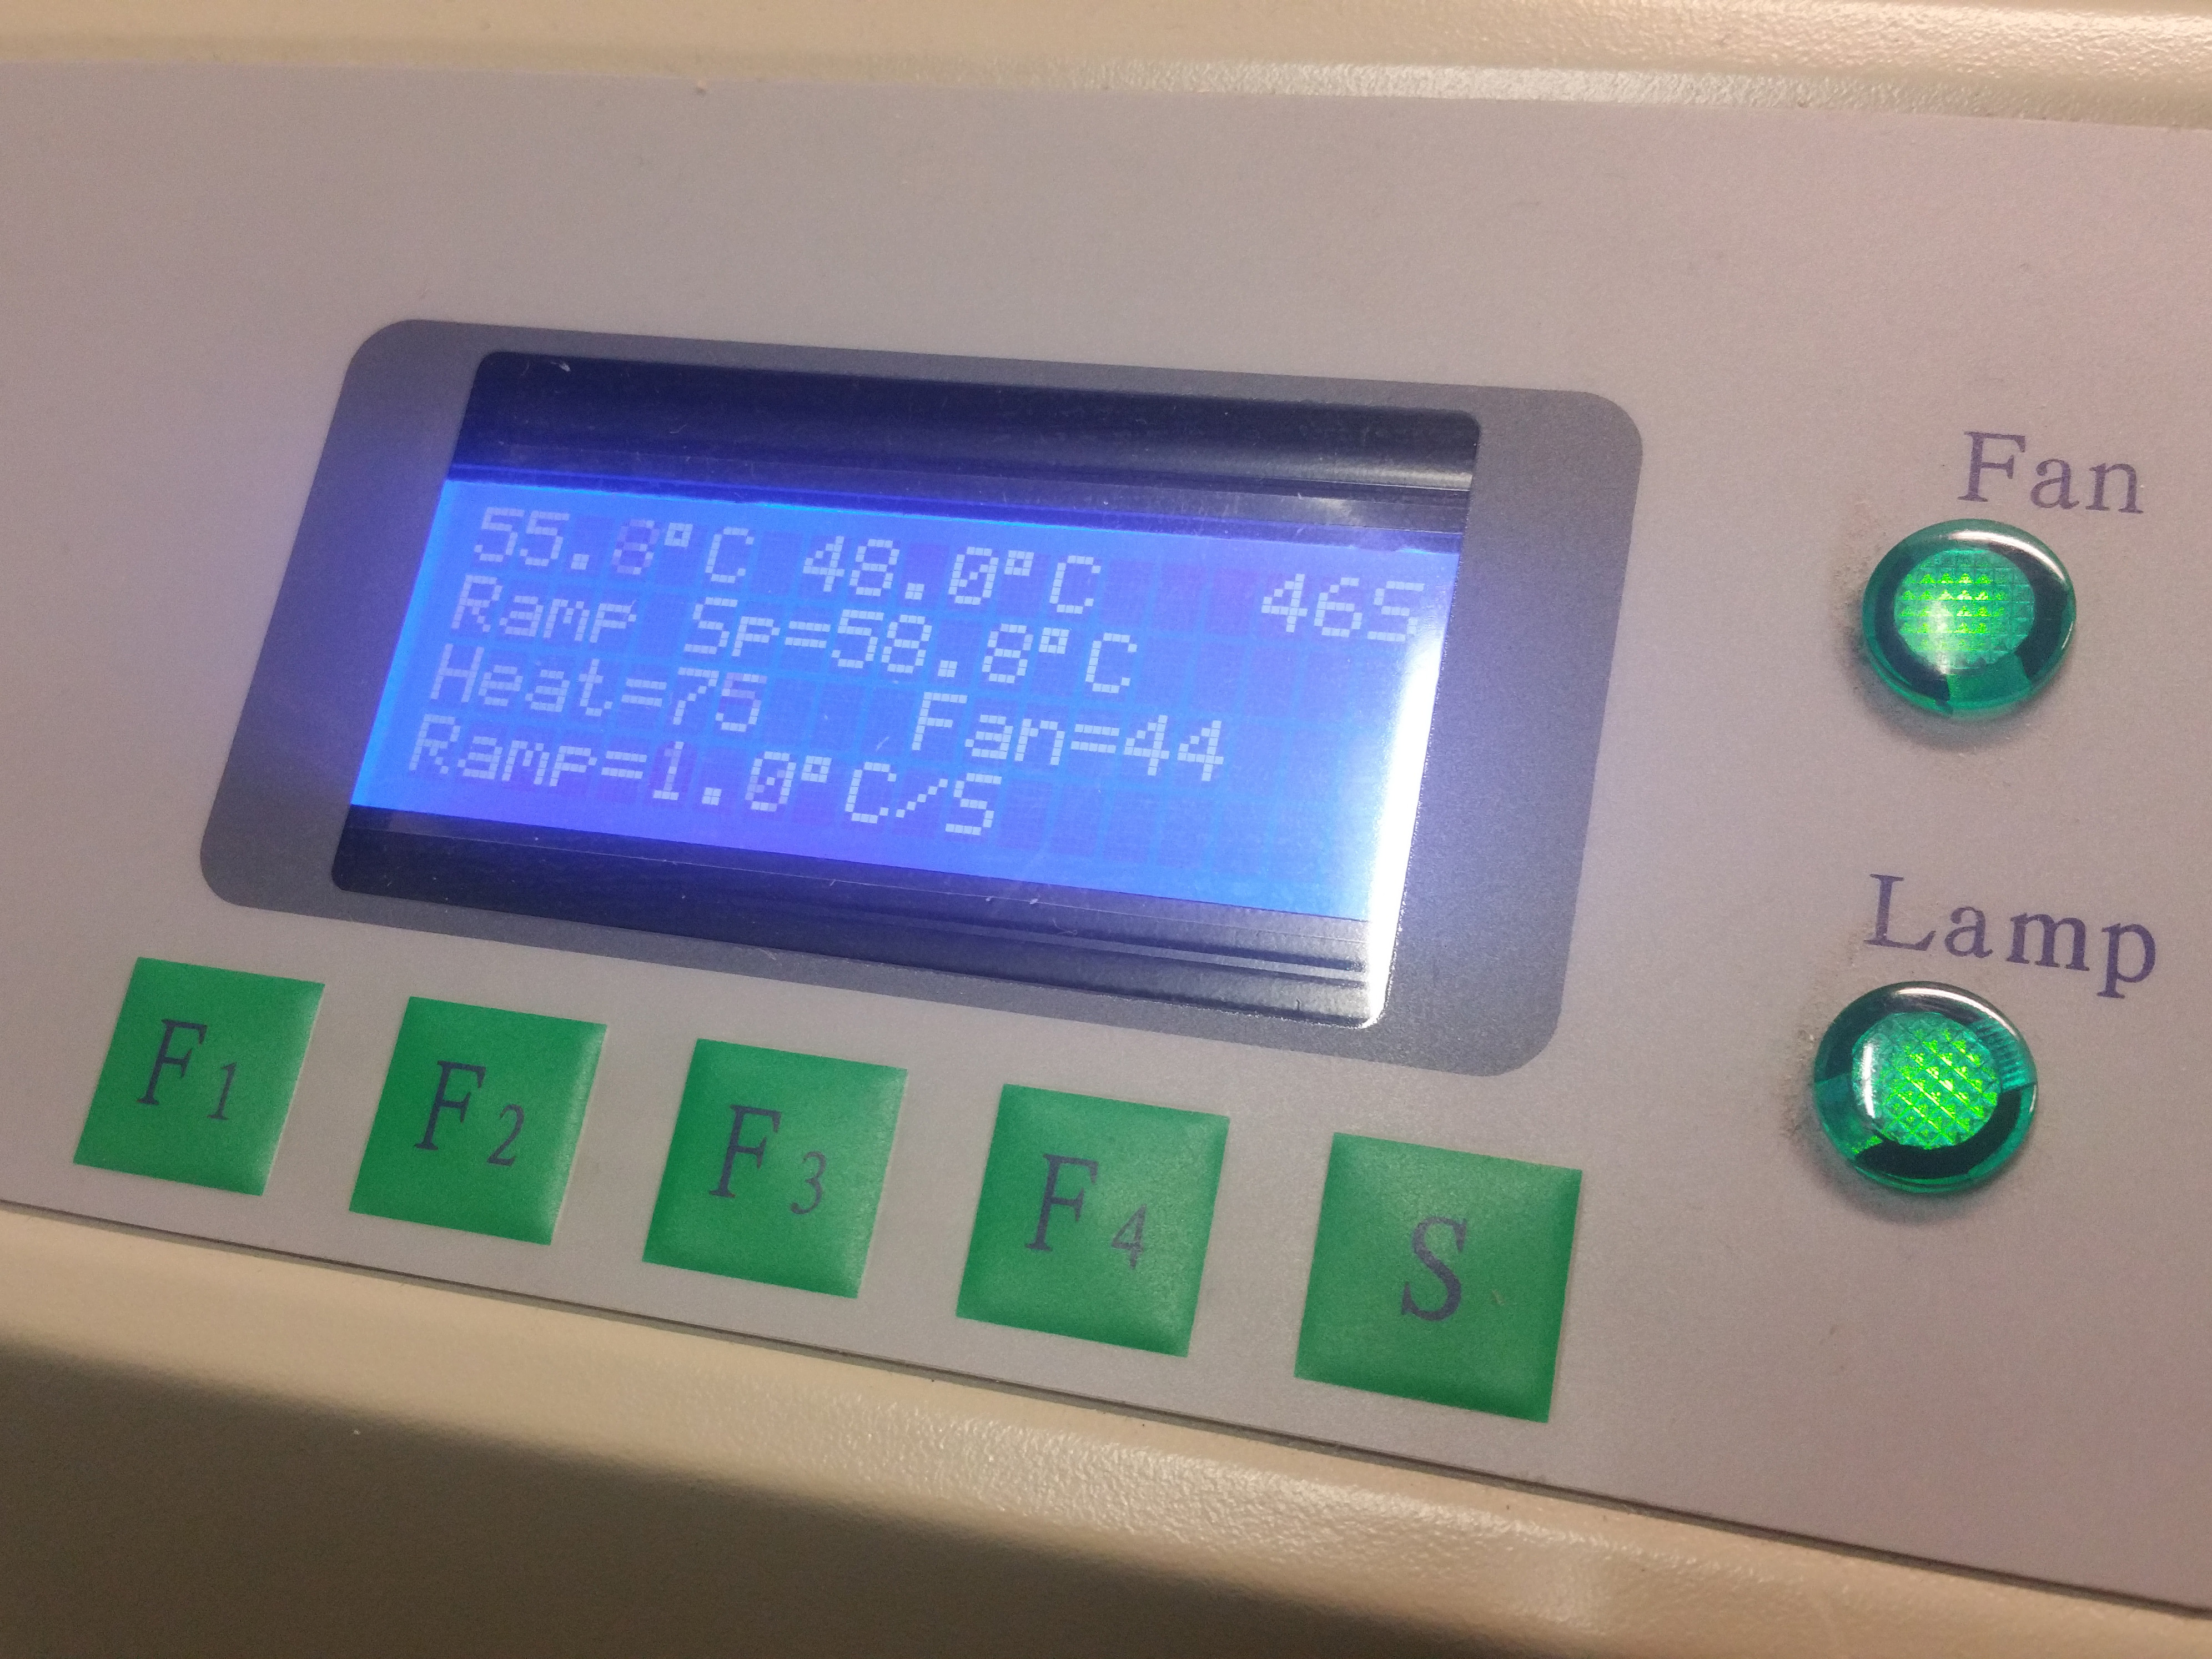 55.8°C 48.0°C 46S
Ramp Sp=58.8°C
Heat=75 Fan=44
Ramp=1.0°C/S
Fan
Lamp
F1 F2 F3 F4 S